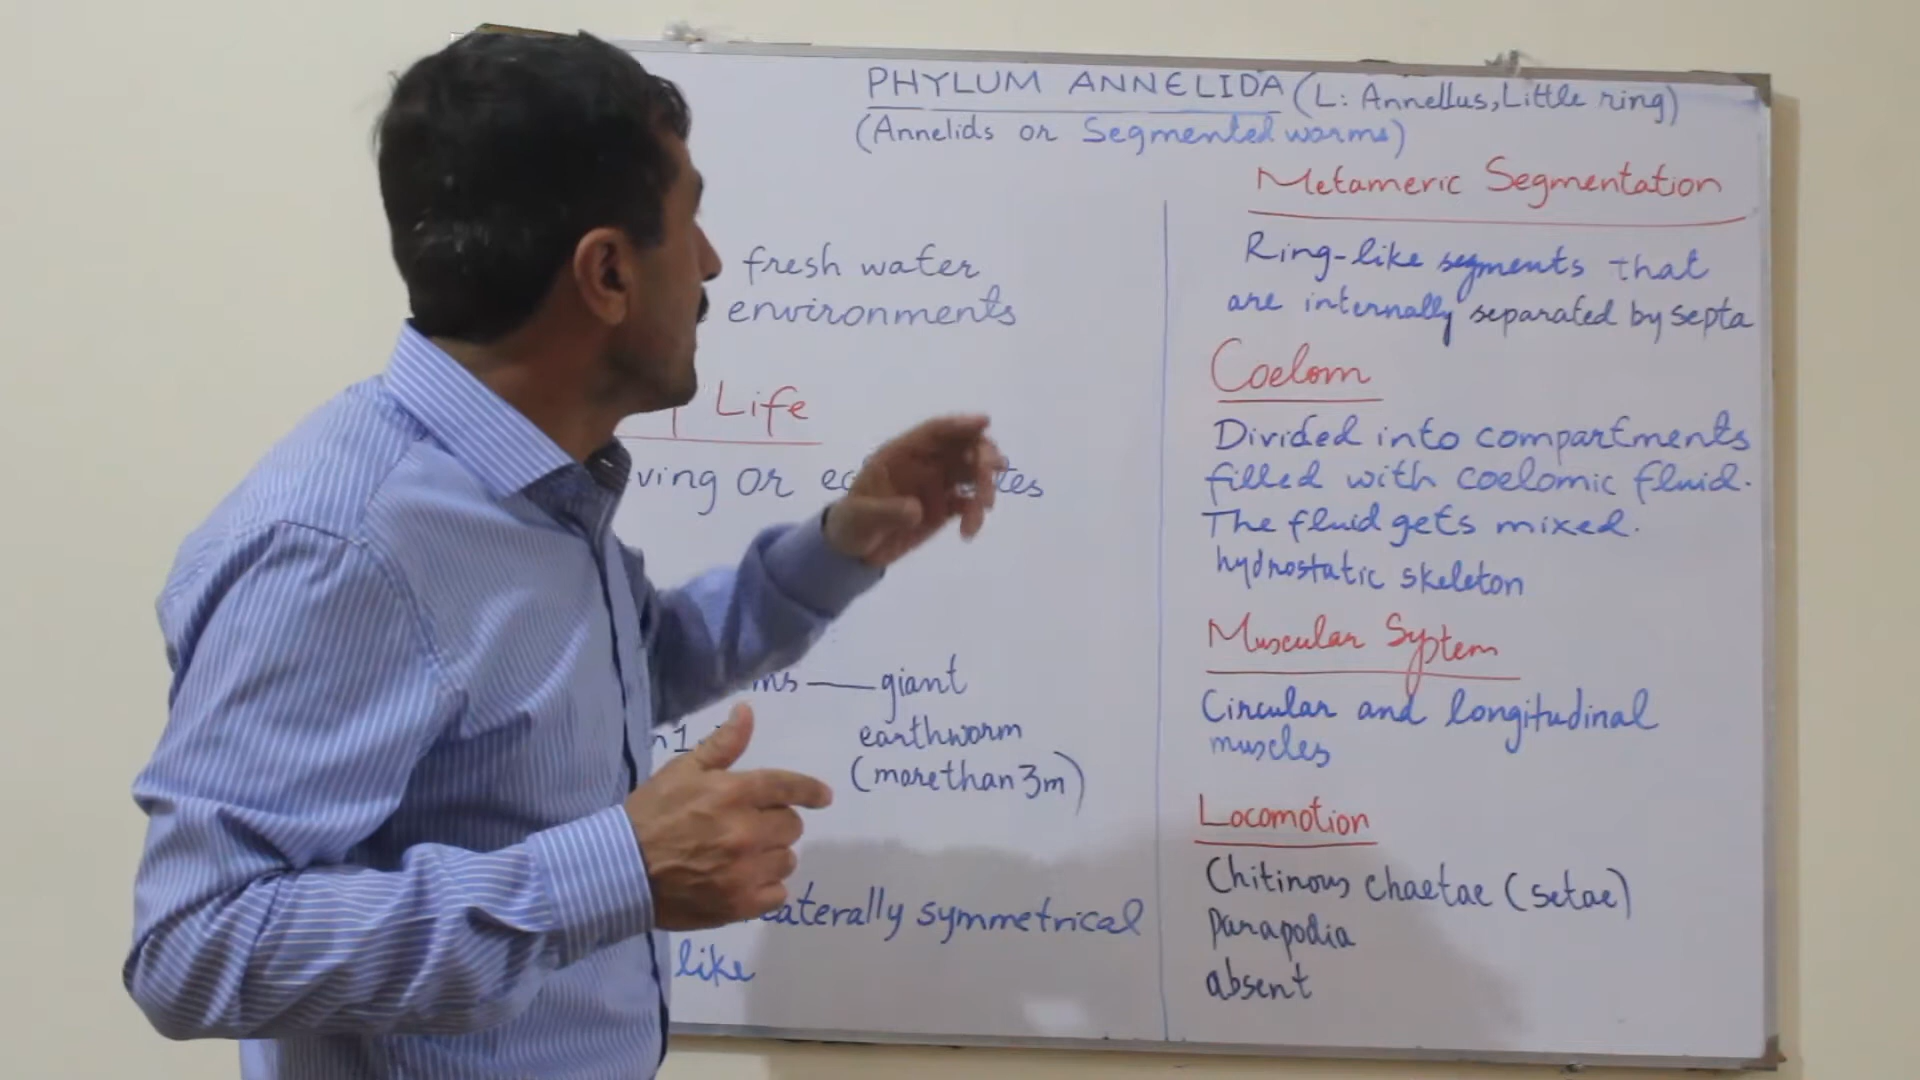 PHYLUM ANNELIDA (L: Annellus, Little ring)
(Annelids or Segmented worms)
fresh water
environments
Life
or
giant
earthworm
(more than 3m)
symmetrical
like
Metameric Segmentation
Ring-like segments that
are internally separated by septa
Coelom
Divided into compartments
filled with coelomic fluid.
The fluid gets mixed.
hydrostatic skeleton
Muscular System
Circular and longitudinal
muscles
Locomotion
Chitinous chaetae (setae)
Parapodia
absent